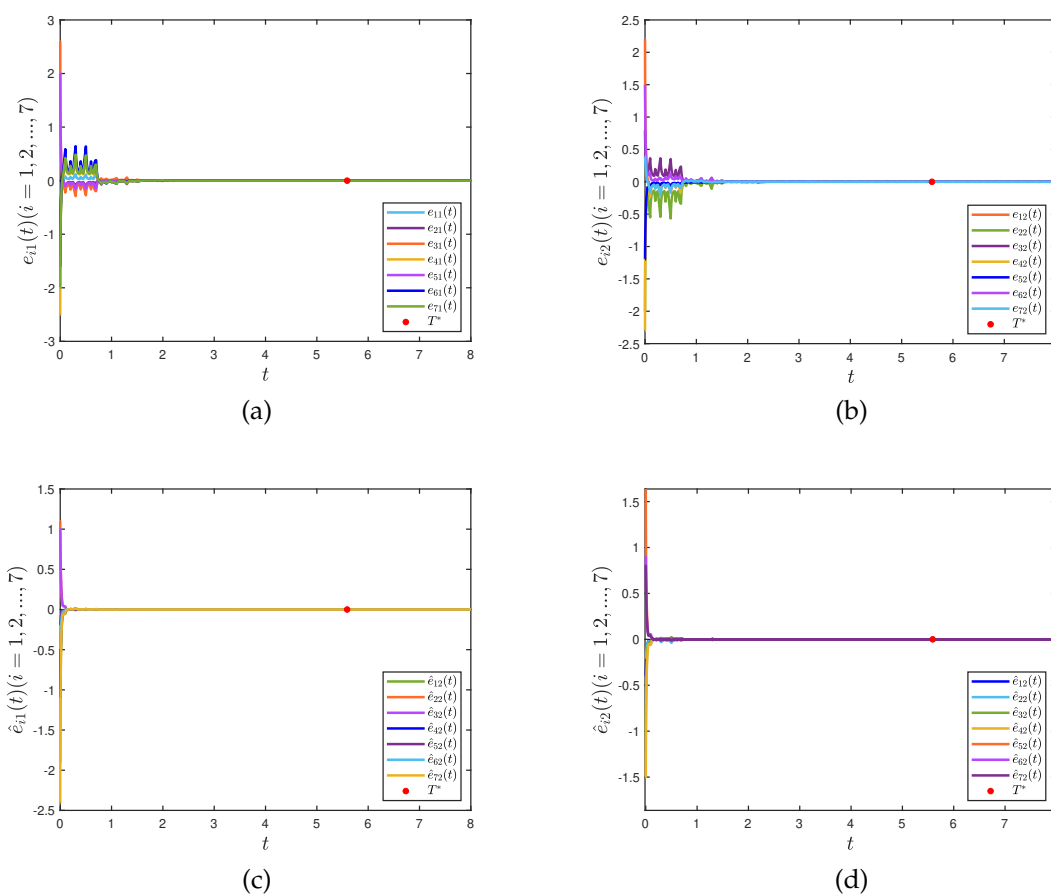 3
2
1
0
-1
-2
-3
e_{i1}(t)(i = 1, 2, ..., 7)
e_{11}(t)
e_{21}(t)
e_{31}(t)
e_{41}(t)
e_{51}(t)
e_{61}(t)
e_{71}(t)
T*
0 1 2 3 4 5 6 7 8
t
(a)
2.5
2
1.5
1
0.5
0
-0.5
-1
-1.5
-2
-2.5
e_{i2}(t)(i = 1, 2, ..., 7)
e_{12}(t)
e_{22}(t)
e_{32}(t)
e_{42}(t)
e_{52}(t)
e_{62}(t)
e_{72}(t)
T*
0 1 2 3 4 5 6 7
t
(b)
1.5
1
0.5
0
-0.5
-1
-1.5
-2
-2.5
ê_{i1}(t)(i = 1, 2, ..., 7)
ê_{12}(t)
ê_{22}(t)
ê_{32}(t)
ê_{42}(t)
ê_{52}(t)
ê_{62}(t)
ê_{72}(t)
T*
0 1 2 3 4 5 6 7 8
t
(c)
1.5
1
0.5
0
-0.5
-1
-1.5
ê_{i2}(t)(i = 1, 2, ..., 7)
ê_{12}(t)
ê_{22}(t)
ê_{32}(t)
ê_{42}(t)
ê_{52}(t)
ê_{62}(t)
ê_{72}(t)
T*
0 1 2 3 4 5 6 7
t
(d)